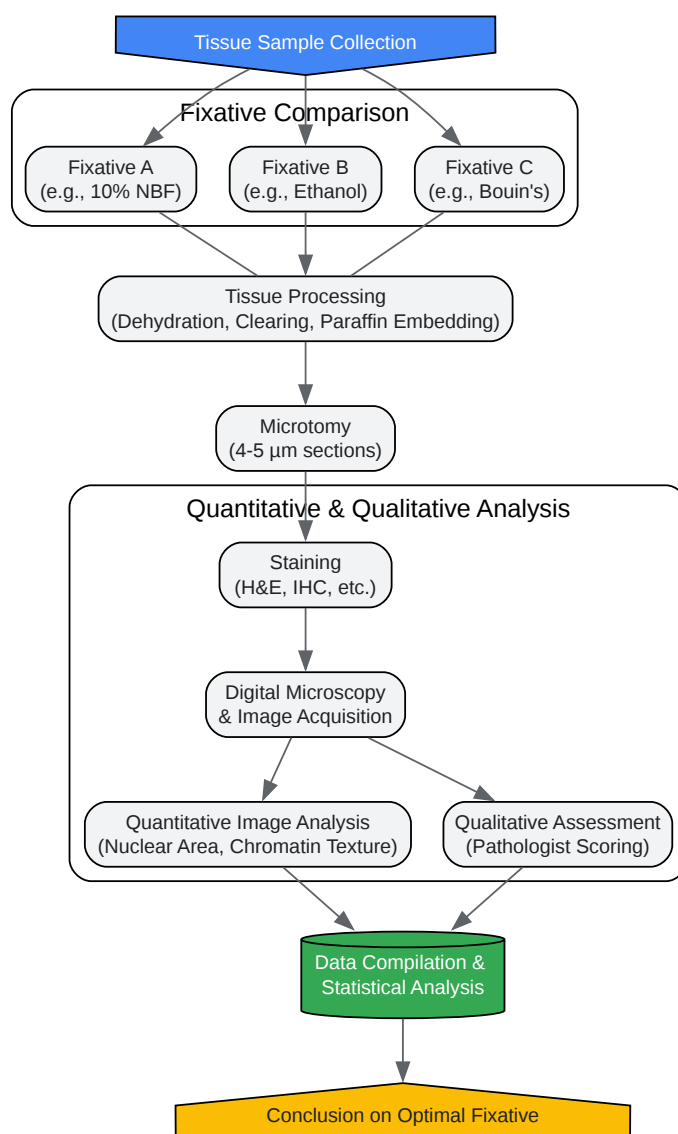 Tissue Sample Collection
Fixative Comparison
Fixative A
(e.g., 10% NBF)
Fixative B
(e.g., Ethanol)
Fixative C
(e.g., Bouin's)
Tissue Processing
(Dehydration, Clearing, Paraffin Embedding)
Microtomy
(4-5 µm sections)
Quantitative & Qualitative Analysis
Staining
(H&E, IHC, etc.)
Digital Microscopy
& Image Acquisition
Quantitative Image Analysis
(Nuclear Area, Chromatin Texture)
Qualitative Assessment
(Pathologist Scoring)
Data Compilation &
Statistical Analysis
Conclusion on Optimal Fixative